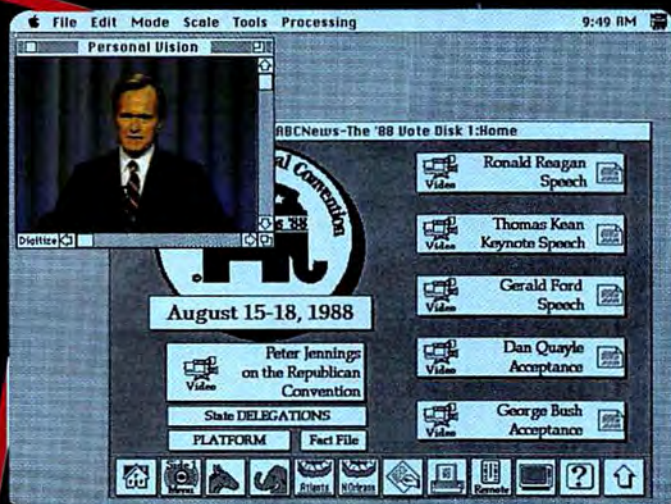 File Edit Mode Scale Tools Processing 9:49 AM
Personal Vision
ABCNews-The '88 Vote Disk 1:Home
Convention
'88
Digitize
August 15-18, 1988
Video
Peter Jennings
on the Republican
Convention
State DELEGATIONS
PLATFORM Fact File
Video
Ronald Reagan
Speech
Video
Thomas Kean
Keynote Speech
Video
Gerald Ford
Speech
Video
Dan Quayle
Acceptance
Video
George Bush
Acceptance
Atlanta N Orleans Remote ?